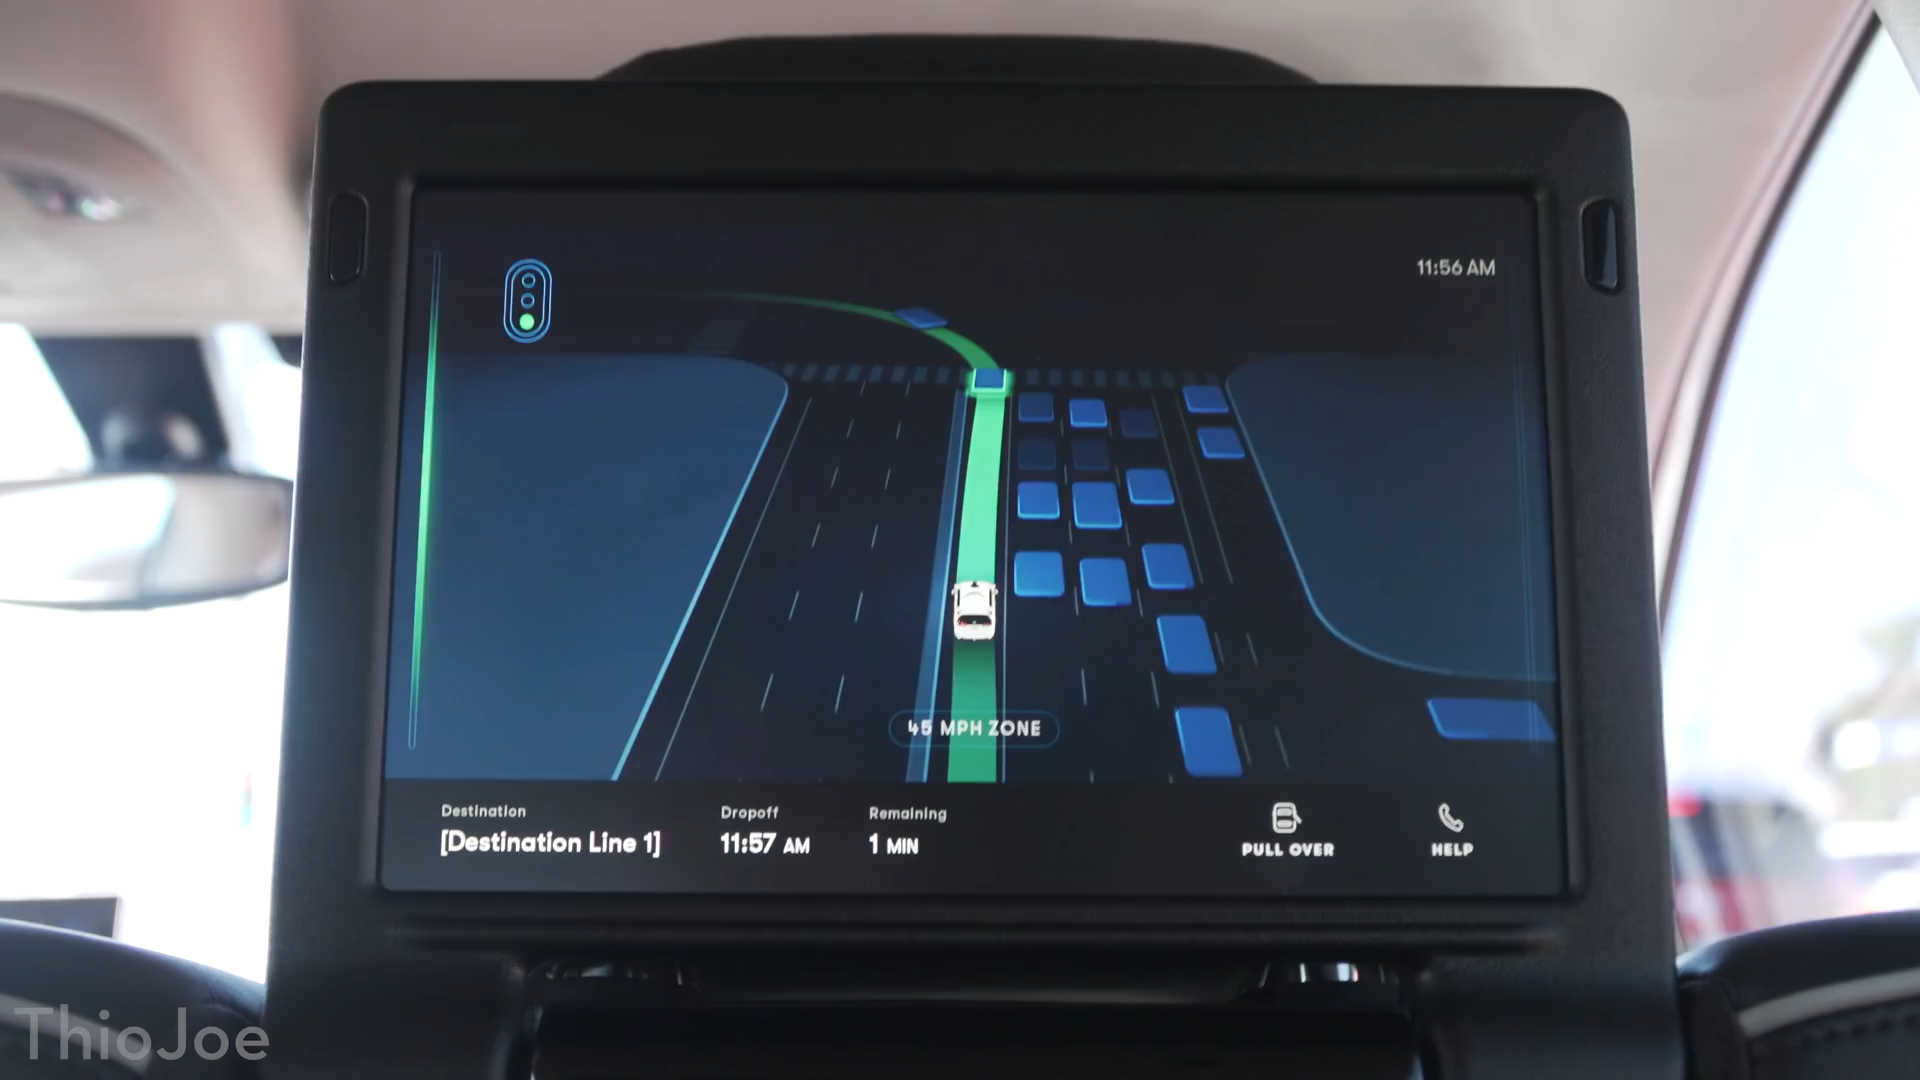 11:56 AM
45 MPH ZONE
Destination
[Destination Line 1]
Dropoff
11:57 AM
Remaining
1 MIN
PULL OVER
HELP
ThioJoe